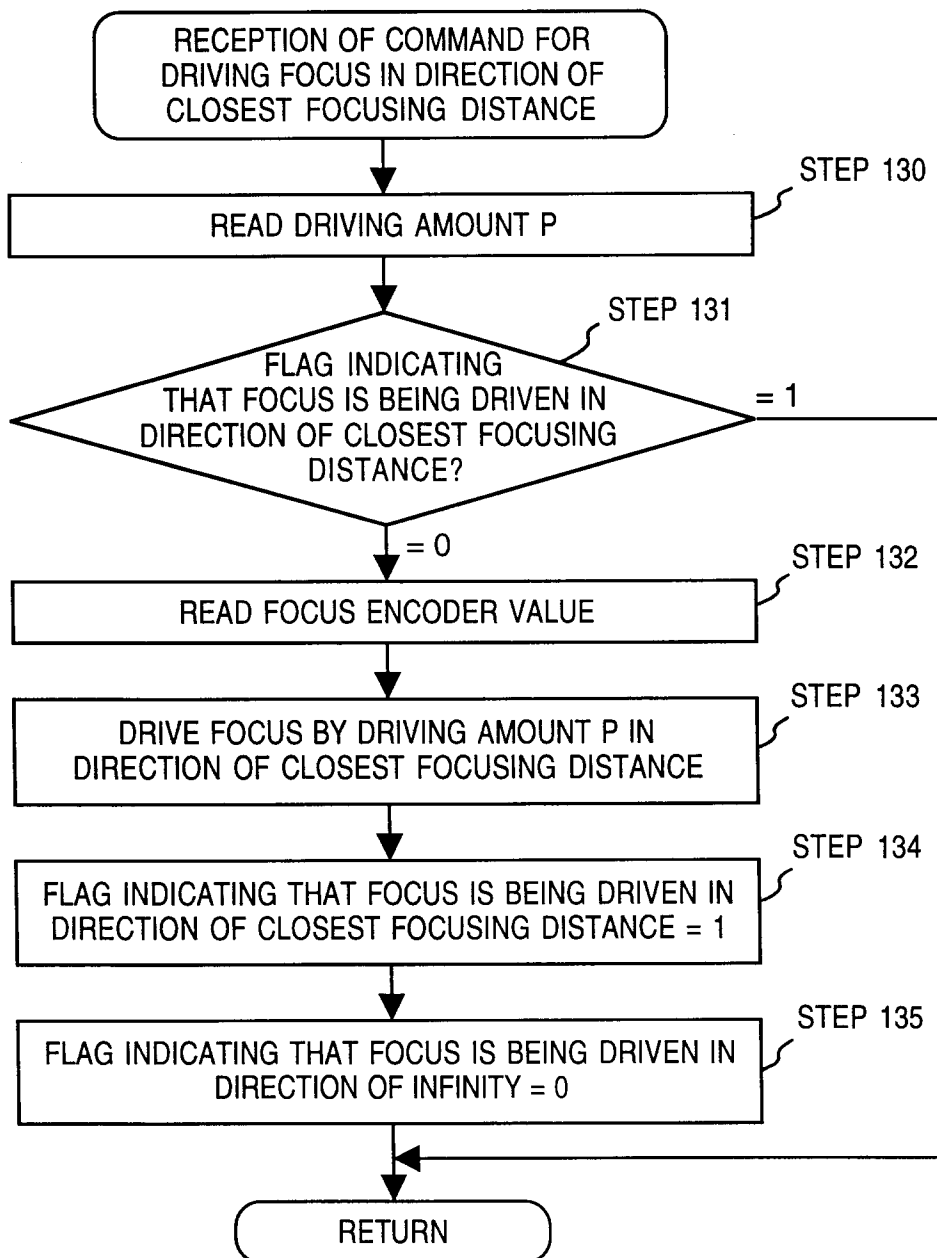 RECEPTION OF COMMAND FOR
DRIVING FOCUS IN DIRECTION OF
CLOSEST FOCUSING DISTANCE
STEP 130
READ DRIVING AMOUNT P
STEP 131
FLAG INDICATING
THAT FOCUS IS BEING DRIVEN IN
DIRECTION OF CLOSEST FOCUSING
DISTANCE?
= 1
= 0
STEP 132
READ FOCUS ENCODER VALUE
STEP 133
DRIVE FOCUS BY DRIVING AMOUNT P IN
DIRECTION OF CLOSEST FOCUSING DISTANCE
STEP 134
FLAG INDICATING THAT FOCUS IS BEING DRIVEN IN
DIRECTION OF CLOSEST FOCUSING DISTANCE = 1
STEP 135
FLAG INDICATING THAT FOCUS IS BEING DRIVEN IN
DIRECTION OF INFINITY = 0
RETURN